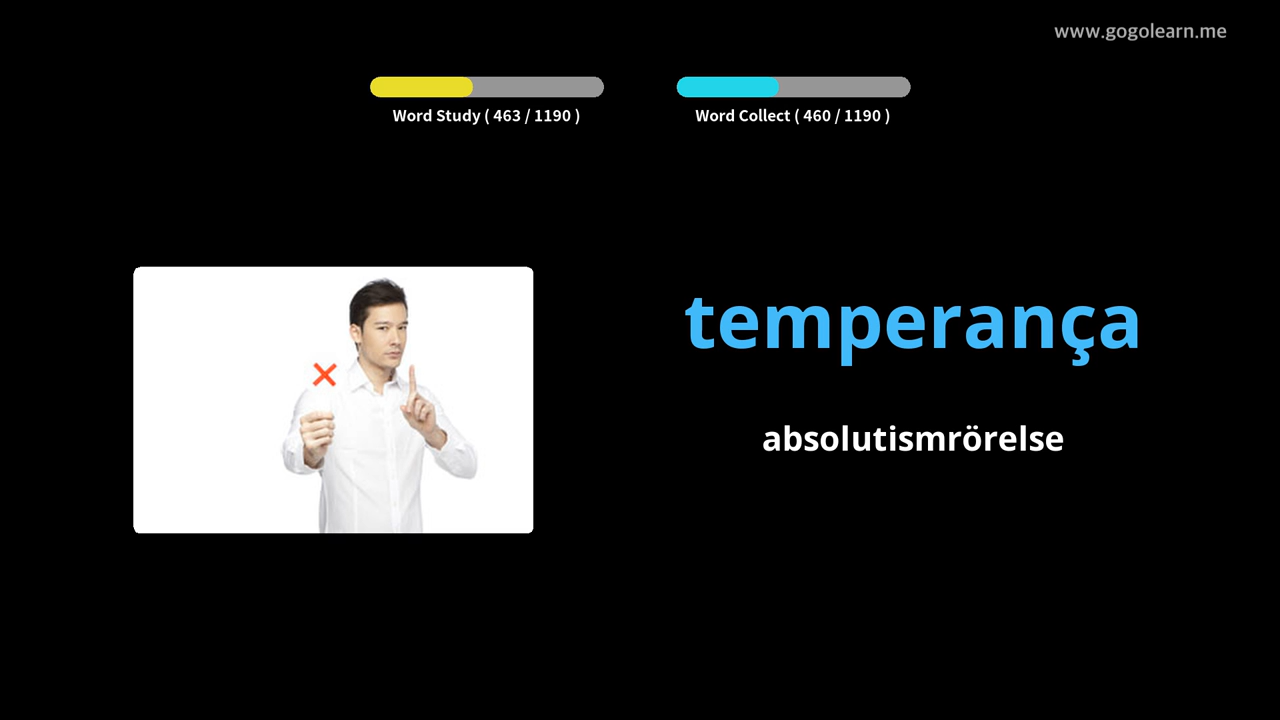 www.gogolearn.me
Word Study ( 463 / 1190 )
Word Collect ( 460 / 1190 )
temperança
absolutismrörelse